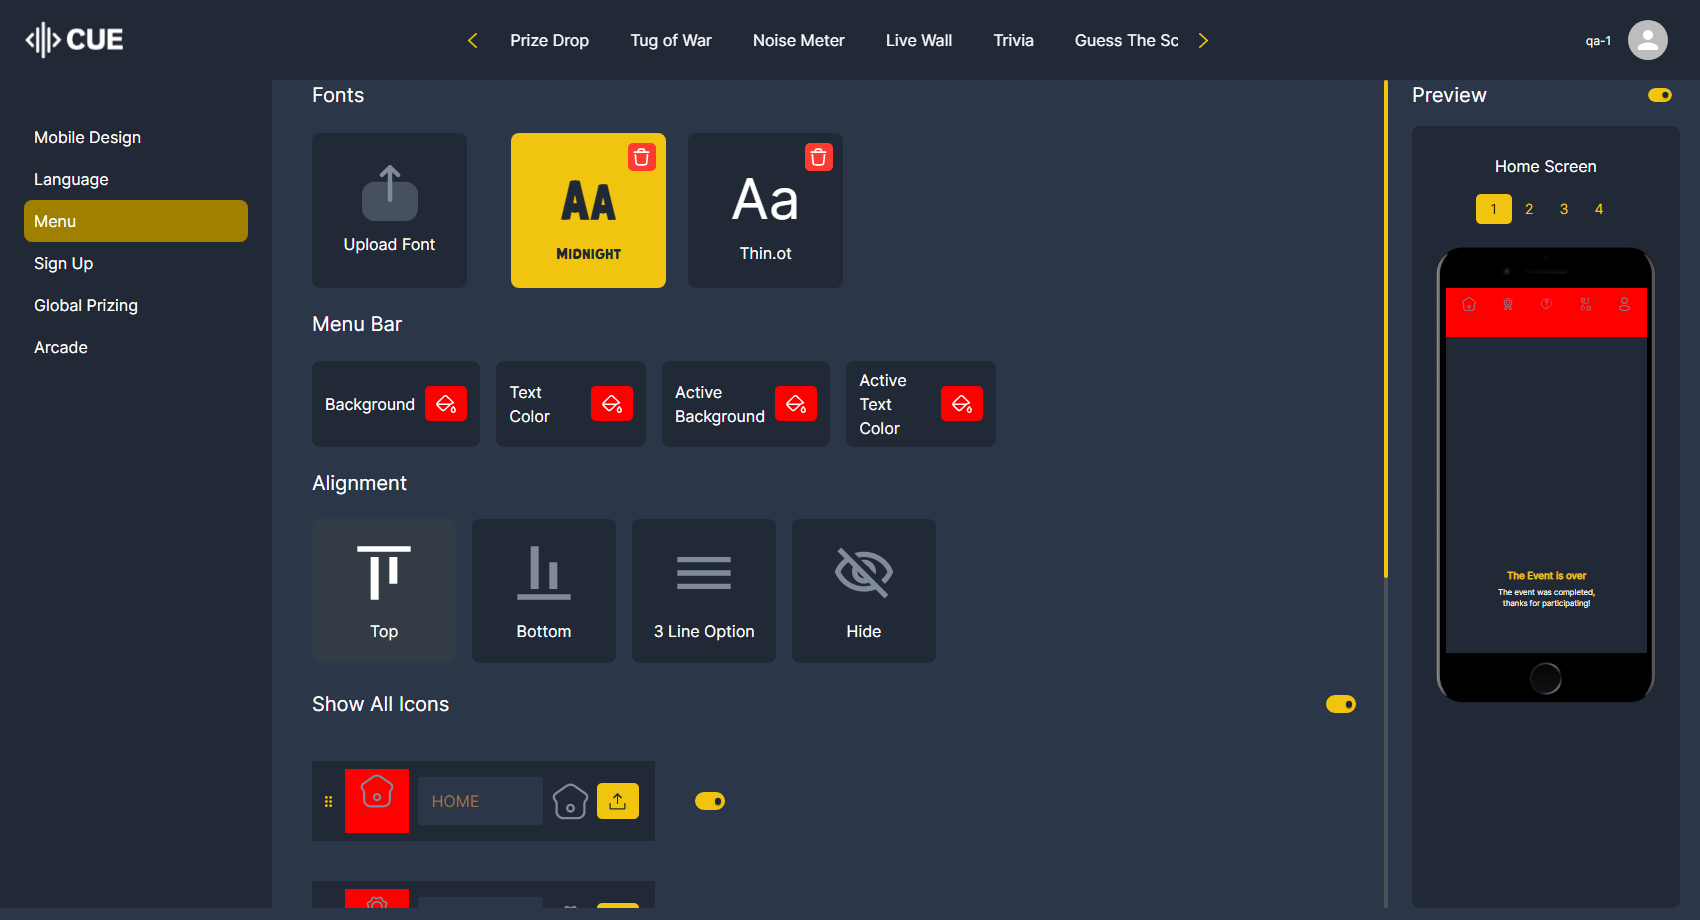 CUE
Prize Drop
Tug of War
Noise Meter
Live Wall
Trivia
Guess The Sc
qa-1
Mobile Design
Language
Menu
Sign Up
Global Prizing
Arcade
Fonts
Upload Font
AA
MIDNIGHT
Aa
Thin.ot
Menu Bar
Background
Text
Color
Active
Background
Active
Text
Color
Alignment
Top
Bottom
3 Line Option
Hide
Show All Icons
HOME
Preview
Home Screen
1 2 3 4
The Event is over
The event was completed,
thanks for participating!